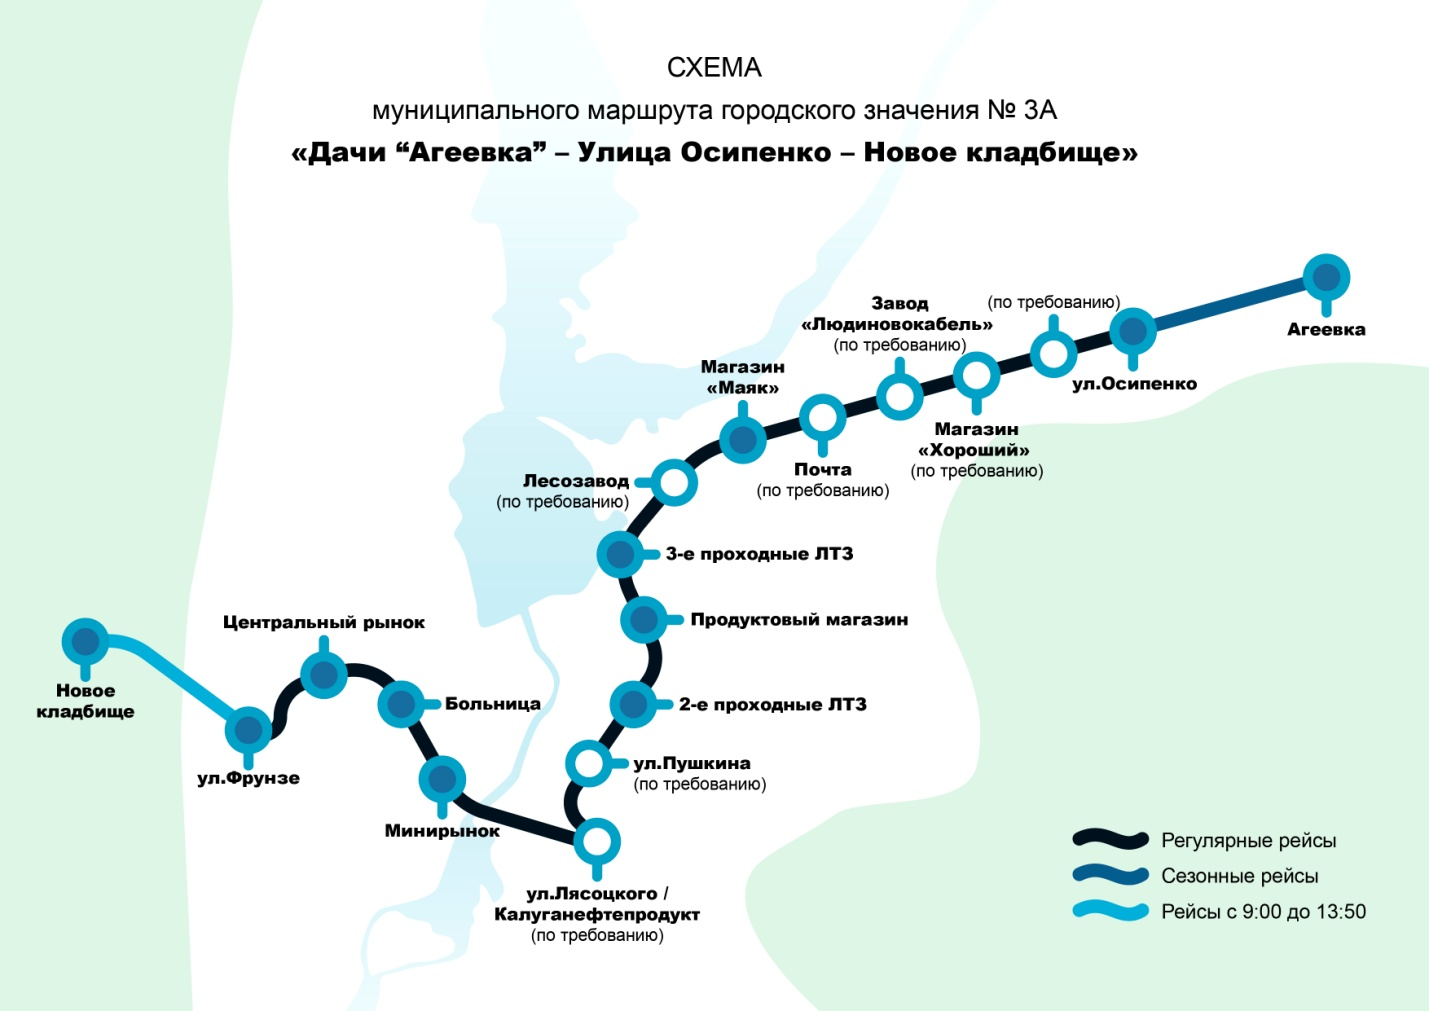 СХЕМА
муниципального маршрута городского значения № 3А
«Дачи “Агеевка” – Улица Осипенко – Новое кладбище»
Агеевка
(по требованию)
ул.Осипенко
Завод
«Людиновокабель»
(по требованию)
Магазин
«Хороший»
(по требованию)
Магазин
«Маяк»
Почта
(по требованию)
Лесозавод
(по требованию)
3-е проходные ЛТЗ
Продуктовый магазин
2-е проходные ЛТЗ
ул.Пушкина
(по требованию)
Центральный рынок
Больница
Новое
кладбище
ул.Фрунзе
Минирынок
ул.Лясоцкого /
Калуганефтепродукт
(по требованию)
Регулярные рейсы
Сезонные рейсы
Рейсы с 9:00 до 13:50